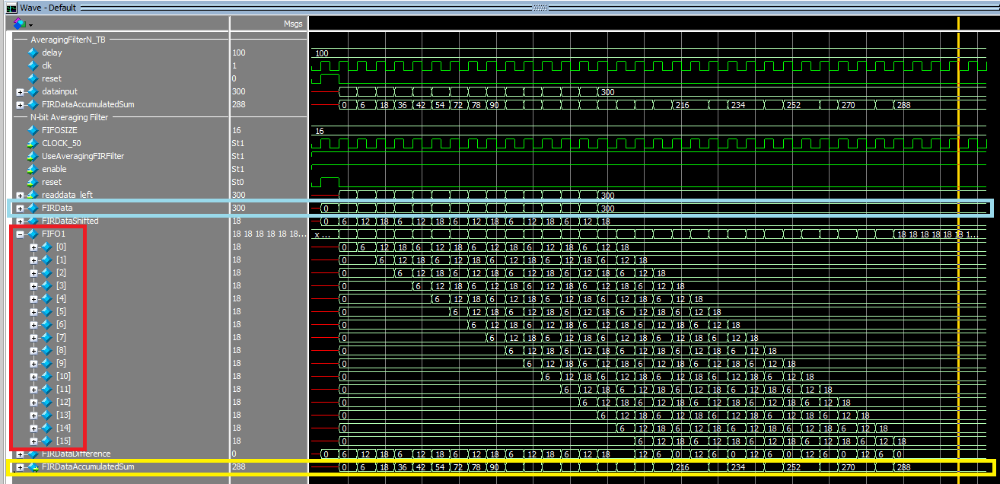 Wave - Default
Msgs
AveragingFilterN_TB
delay 100 100
clk 1
reset 0
datainput 300 300
FIRDataAccumulatedSum 288 0 6 18 36 42 54 72 78 90 216 234 252 270 288
N-bit Averaging Filter
FIFOSIZE 16 16
CLOCK_50 St1
UseAveragingFIRFilter St1
enable St1
reset St0
readdata_left 300 300
FIRData 300 0 300
FIRDataShifted 18 0 6 12 18 6 12 18 6 12 18 6 12 18 6 12 18
FIFO1 18 18 18 18 18 18... x ... 18 18 18 18 18 18 1...
[0] 18 0 6 12 18 6 12 18 6 12 18 6 12 18 6 12 18
[1] 18 0 6 12 18 6 12 18 6 12 18 6 12 18 6 12 18
[2] 18 0 6 12 18 6 12 18 6 12 18 6 12 18 6 12 18
[3] 18 0 6 12 18 6 12 18 6 12 18 6 12 18 6 12 18
[4] 18 0 6 12 18 6 12 18 6 12 18 6 12 18 6 12 18
[5] 18 0 6 12 18 6 12 18 6 12 18 6 12 18 6 12 18
[6] 18 0 6 12 18 6 12 18 6 12 18 6 12 18 6 12 18
[7] 18 0 6 12 18 6 12 18 6 12 18 6 12 18 6 12 18
[8] 18 0 6 12 18 6 12 18 6 12 18 6 12 18 6 12 18
[9] 18 0 6 12 18 6 12 18 6 12 18 6 12 18 6 12 18
[10] 18 0 6 12 18 6 12 18 6 12 18 6 12 18 6 12 18
[11] 18 0 6 12 18 6 12 18 6 12 18 6 12 18 6 12 18
[12] 18 0 6 12 18 6 12 18 6 12 18 6 12 18 6 12 18
[13] 18 0 6 12 18 6 12 18 6 12 18 6 12 18 6 12 18
[14] 18 0 6 12 18 6 12 18 6 12 18 6 12 18 6 12 18
[15] 18 0 6 12 18 6 12 18 6 12 18 6 12 18 6 12 18
FIRDataDifference 0 0 6 12 18 6 12 18 6 12 18 6 12 18 6 12 18 12 6 0 12 6 0 12 6 0 12 6 0 12 6 0
FIRDataAccumulatedSum 288 0 6 18 36 42 54 72 78 90 216 234 252 270 288